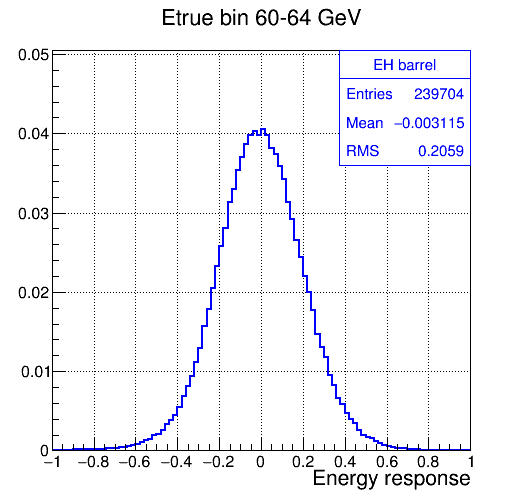 Etrue bin 60-64 GeV
EH barrel
Entries 239704
Mean −0.003115
RMS 0.2059
0.05
0.04
0.03
0.02
0.01
0
−1 −0.8 −0.6 −0.4 −0.2 0 0.2 0.4 0.6 0.8 1
Energy response